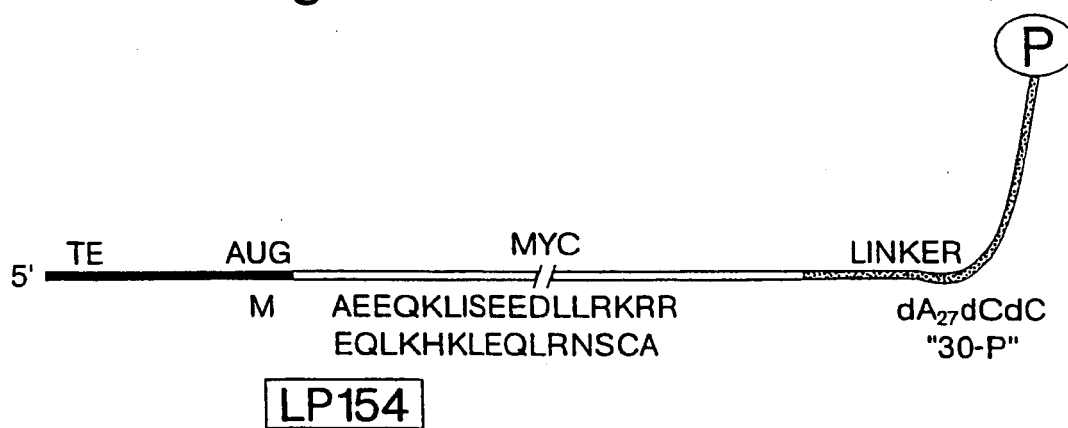 P
TE AUG MYC LINKER
5'
M AEEQKLISEEDLLRKRR dA₂₇dCdC
EQLKHKLEQLRNSCA "30-P"
LP154